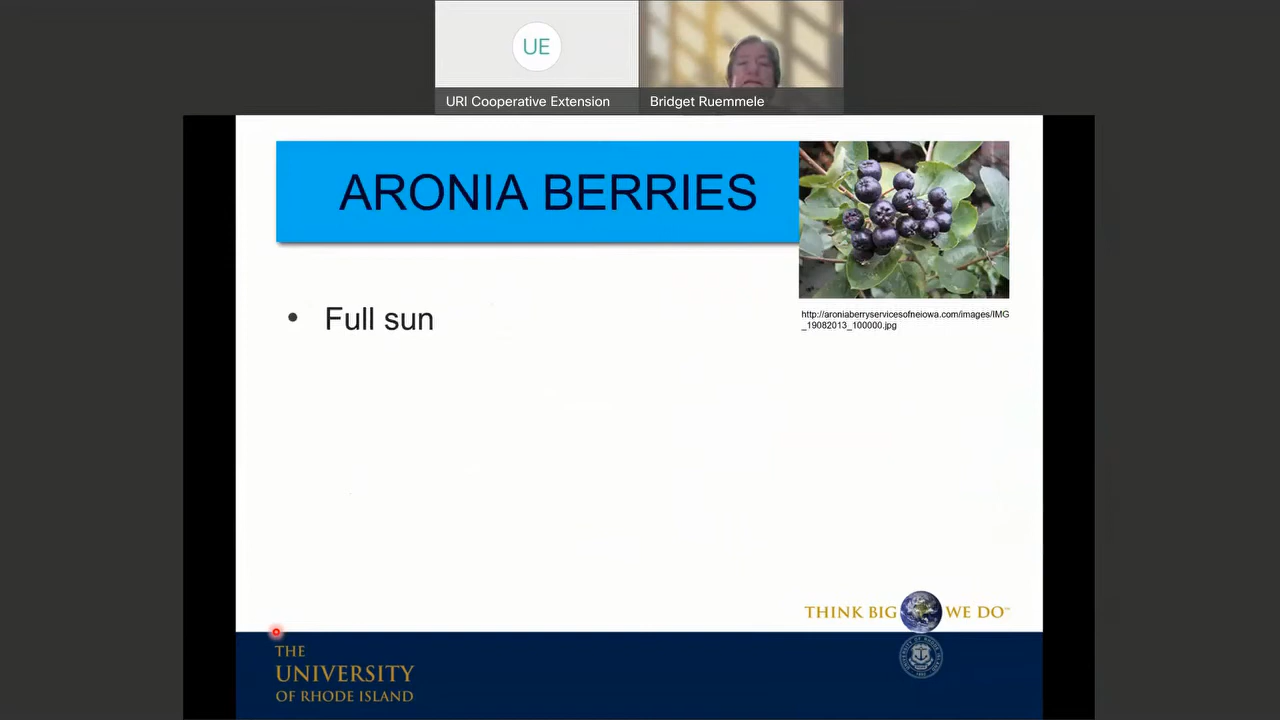 UE
URI Cooperative Extension
Bridget Ruemmele
ARONIA BERRIES
http://aroniaberryservicesofneiowa.com/images/IMG
_19082013_100000.jpg
• Full sun
THINK BIG WE DO™
THE
UNIVERSITY
OF RHODE ISLAND